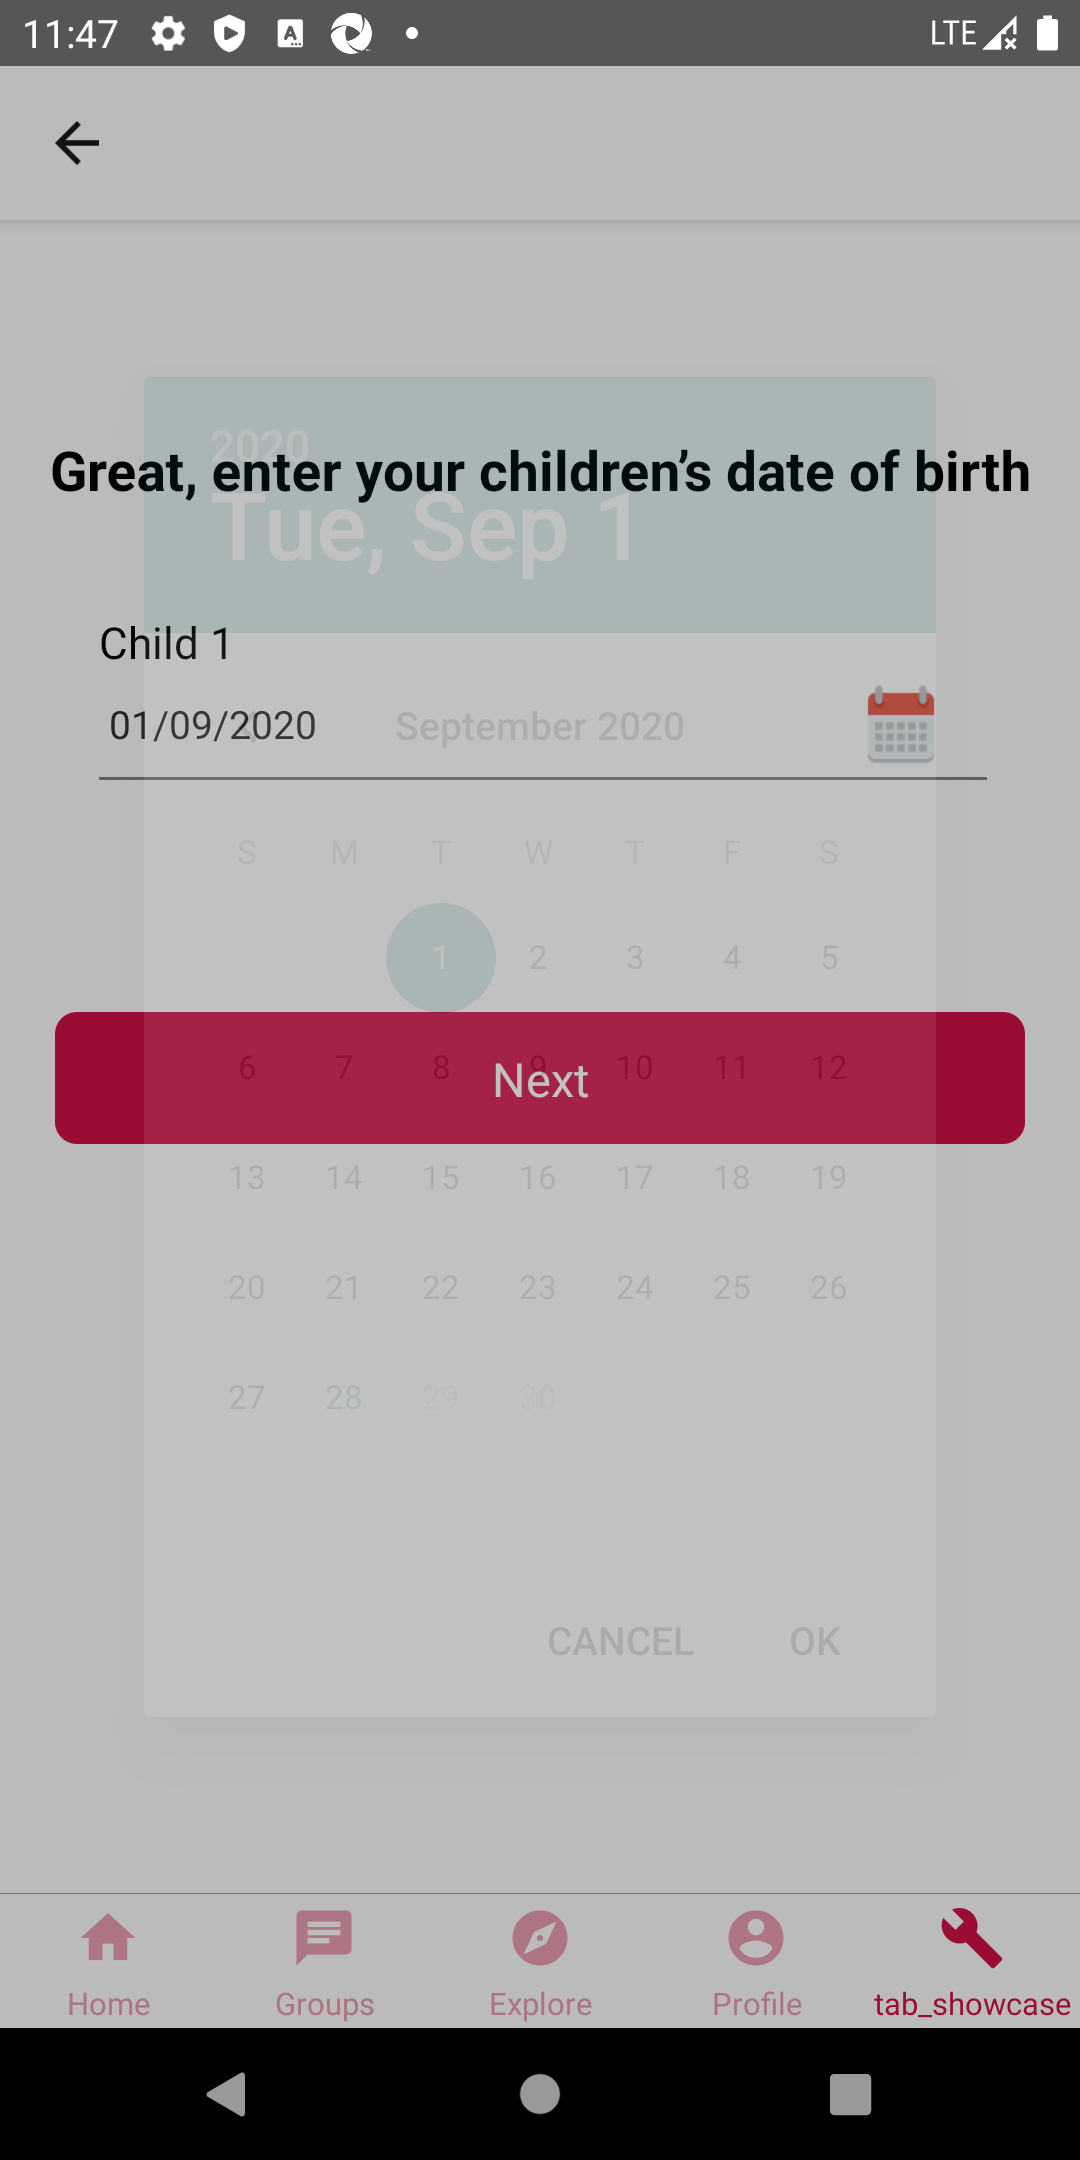 11:47
LTE
2020
Great, enter your children’s date of birth
Tue, Sep 1
Child 1
01/09/2020
September 2020
S M T W T F S
1 2 3 4 5
6 7 8 9 10 11 12
Next
13 14 15 16 17 18 19
20 21 22 23 24 25 26
27 28 29 30
CANCEL OK
Home Groups Explore Profile tab_showcase